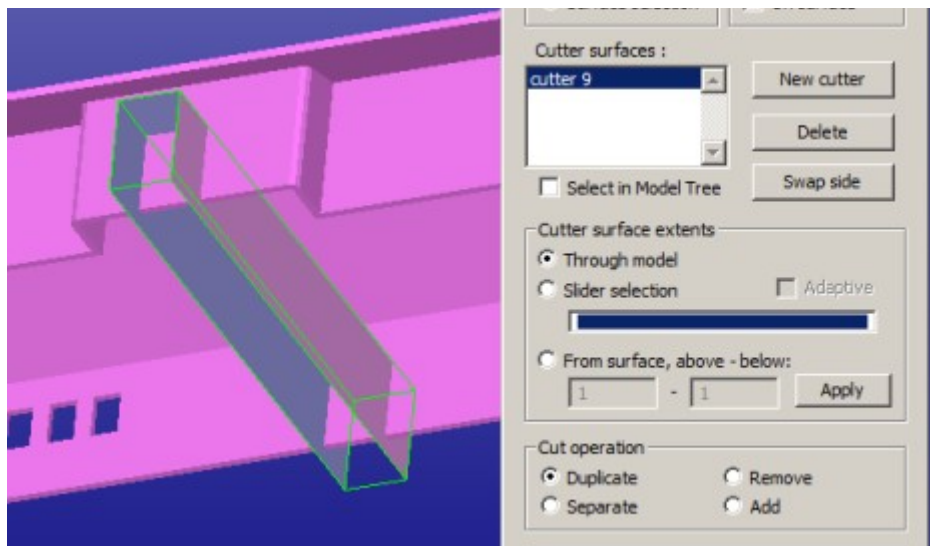 Cutter surfaces :
cutter 9
New cutter
Delete
Select in Model Tree
Swap side
Cutter surface extents
Through model
Slider selection
Adaptive
From surface, above - below:
1 - 1
Apply
Cut operation
Duplicate
Remove
Separate
Add